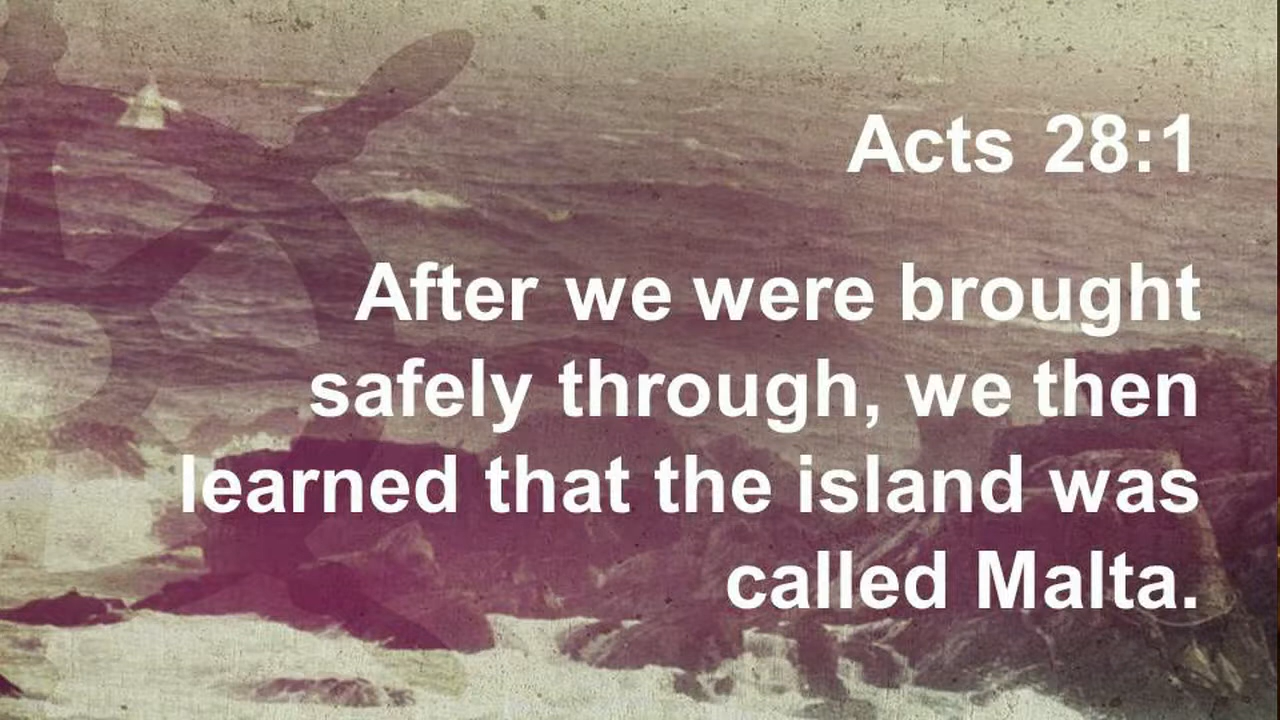 Acts 28:1
After we were brought
safely through, we then
learned that the island was
called Malta.